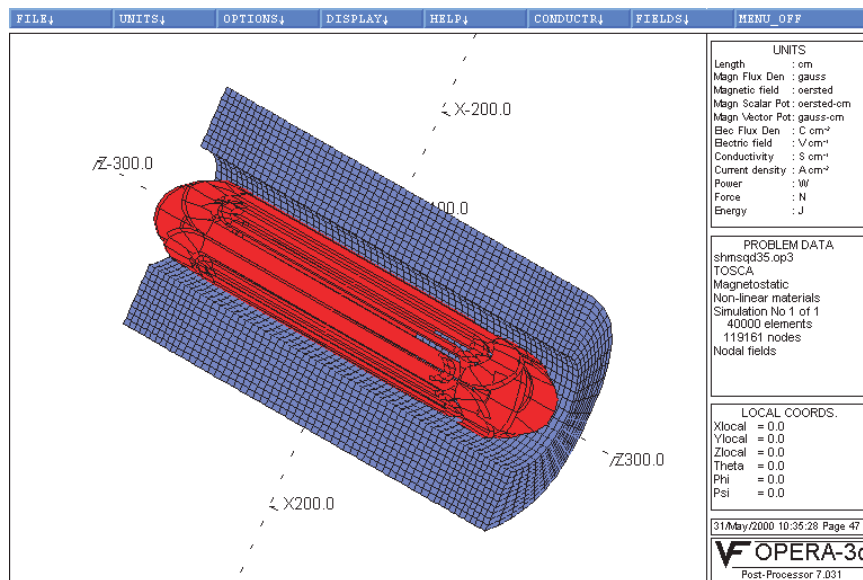 FILE↓ UNITS↓ OPTIONS↓ DISPLAY↓ HELP↓ CONDUCTR↓ FIELDS↓ MENU_OFF
UNITS
Length : cm
Magn Flux Den : gauss
Magnetic field : oersted
Magn Scalar Pot : oersted-cm
Magn Vector Pot : gauss-cm
Elec Flux Den : C cm⁻²
Electric field : V cm⁻¹
Conductivity : S cm⁻¹
Current density : A cm⁻²
Power : W
Force : N
Energy : J
PROBLEM DATA
shmsqd35.op3
TOSCA
Magnetostatic
Non-linear materials
Simulation No 1 of 1
40000 elements
119161 nodes
Nodal fields
LOCAL COORDS.
Xlocal = 0.0
Ylocal = 0.0
Zlocal = 0.0
Theta = 0.0
Phi = 0.0
Psi = 0.0
31/May/2000 10:35:28 Page 47
VF OPERA-3d
Post-Processor 7.031
X-200.0
Z-300.0
00.0
Z300.0
X200.0